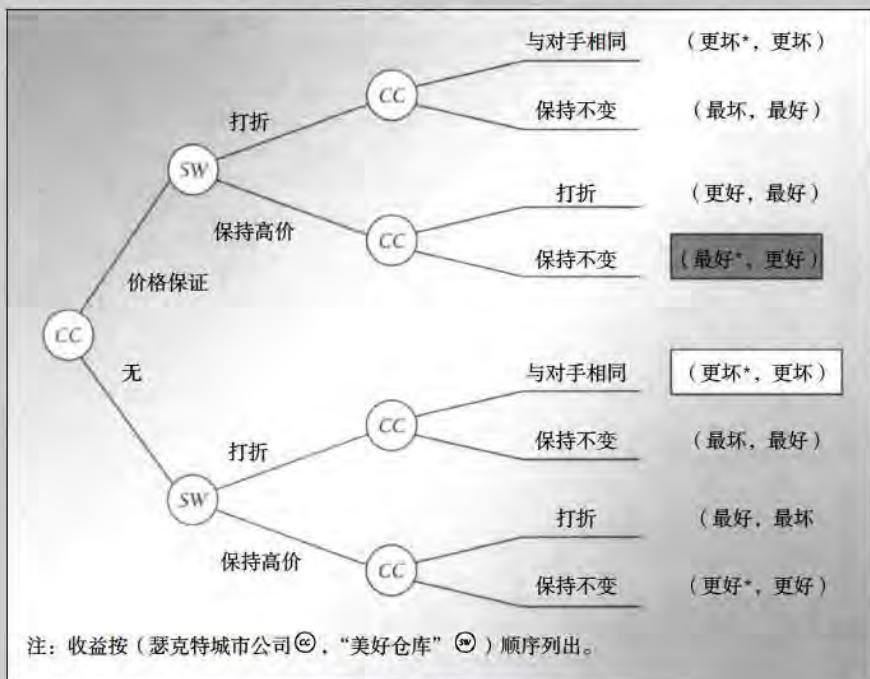 与对手相同 (更坏*, 更坏)
CC
打折 保持不变 (最坏, 最好)
SW
打折 (更好, 最好)
保持高价 CC
保持不变 (最好*, 更好)
价格保证
CC
无
与对手相同 (更坏*, 更坏)
CC
打折 保持不变 (最坏, 最好)
SW
打折 (最好, 最坏
保持高价 CC
保持不变 (更好*, 更好)
注：收益按（瑟克特城市公司CC，“美好仓库”SW）顺序列出。